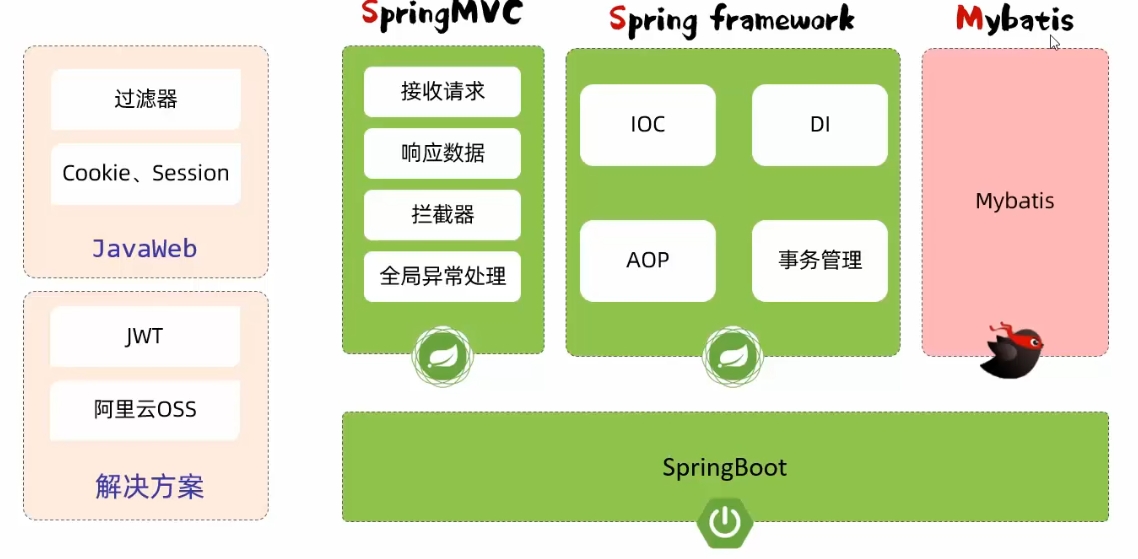 SpringMVC
Spring framework
Mybatis
过滤器
Cookie、Session
JavaWeb
JWT
阿里云OSS
解决方案
接收请求
响应数据
拦截器
全局异常处理
IOC
DI
AOP
事务管理
Mybatis
SpringBoot